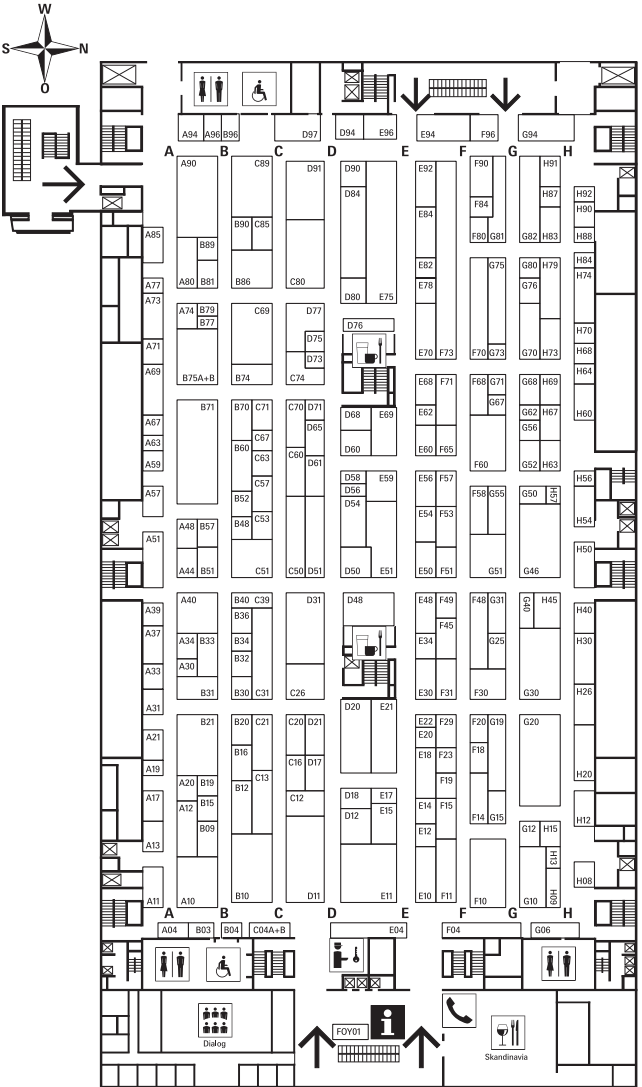 W
S N
O
A94 A96 B96 D97 D94 E96 E94 F96 G94
A B C D E F G H
A90 C89 D91 D90 E92 F90 H91
D84 H87 H92
F84 H90
E84
A85 B90 C85 F80 G81 G82 H83 H88
B89
E82 G75 G80 H79 H84
A77 A80 B81 B86 C80 E78 G76 H74
A73 D80 E75
A74 B79 C69 D77
B77 D76 H70
A71 D75 E70 F73 F70 G73 G70 H73 H68
D73
A69 B75A+B B74 C74 H64
E68 F71 F68 G71 G68 H69
B71 B70 C71 C70 D71 G67
D68 E69 E62 G62 H67 H60
A67 D65 G56
C67
A63 B60 D60 E60 F65
C63 C60 D61 F60 G52 H63
A59
D58 E59 E56 F57 H56
C57 D56 F58 G55 G50 H57
A57 B52 D54
E54 F53 H54
A48 B57 B48 C53
A51
H50
A44 B51 C51 C50 D51 D50 E51 E50 F51 G51 G46
A40 B40 C39 D31 D48 E48 F49 F48 G31 G40 H45
A39 B36 H40
F45
A37 A34 B33 B34 E34 G25 H30
B32
A33 A30
B31 B30 C31 C26 E30 F31 F30 G30 H26
A31 D20 E21
B21 B20 C21 C20 D21 E22 F29 F20 G19 G20
A21 E20
B16 E18 F23 F18
A19 C13 C16 D17
A20 B19 F19 H20
B12
A17 A12 B15 C12 D18 E17 E14 F15
D12 E15 F14 G15 H12
B09 E12 G12 H15
A13
H13
H08
A11 A10 B10 D11 E11 E10 F11 F10 G10 H09
A B C D E F G H
A04 B03 B04 C04A+B E04 F04 G06
i
FOY01
Dialog
Skandinavia